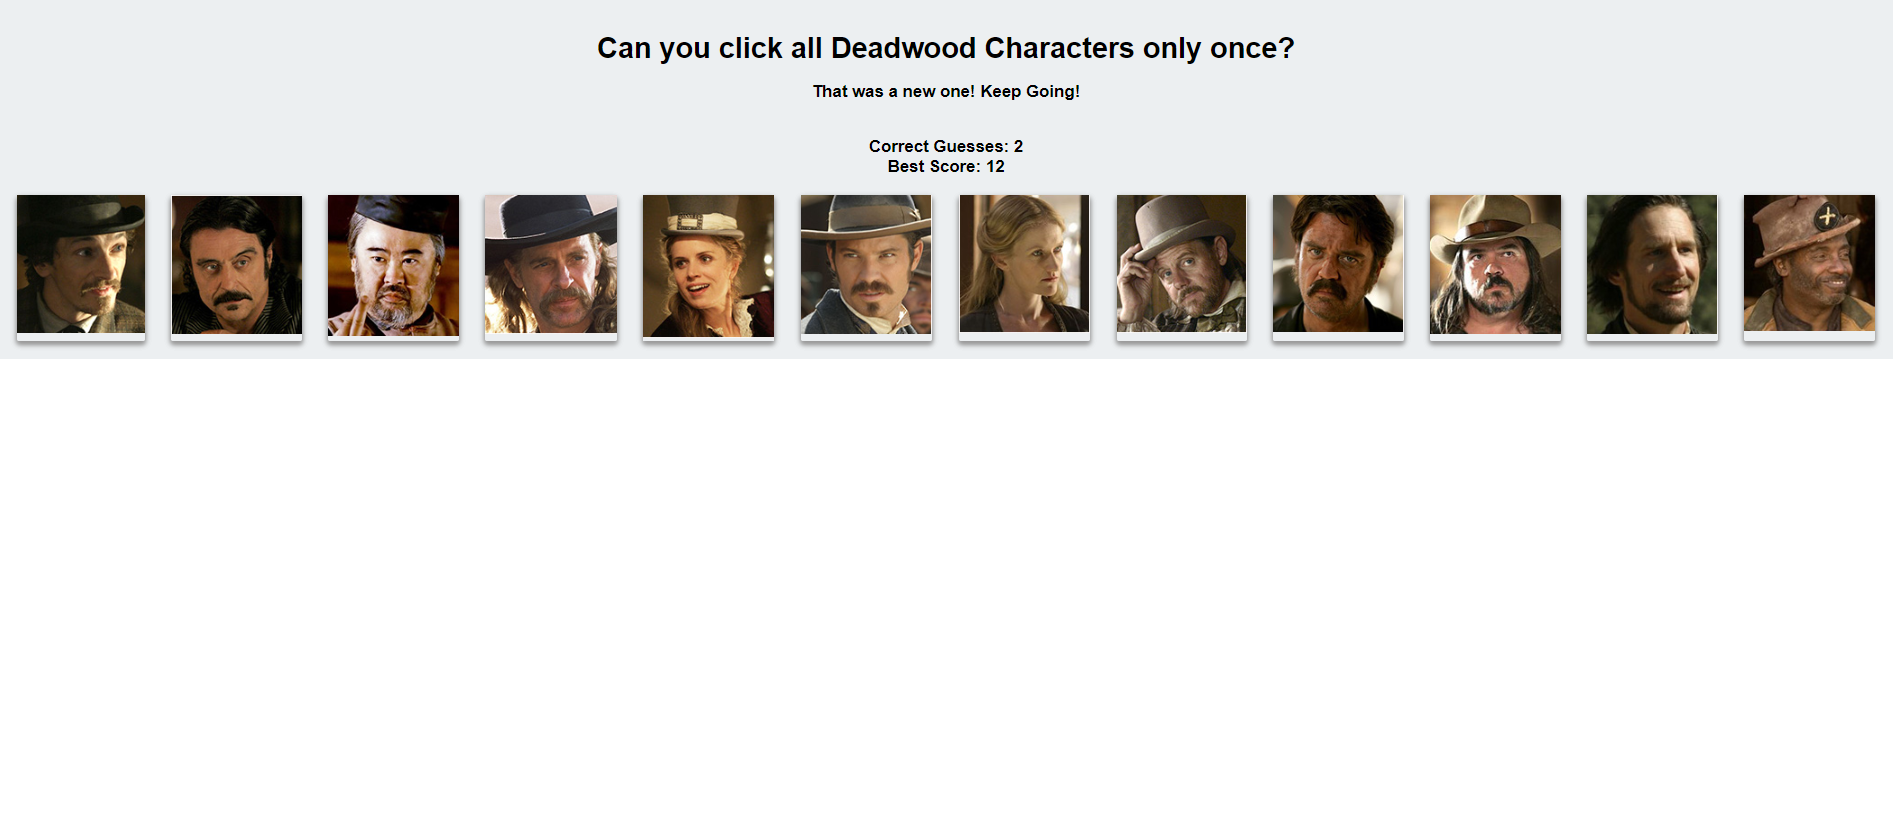 Can you click all Deadwood Characters only once?
That was a new one! Keep Going!
Correct Guesses: 2
Best Score: 12